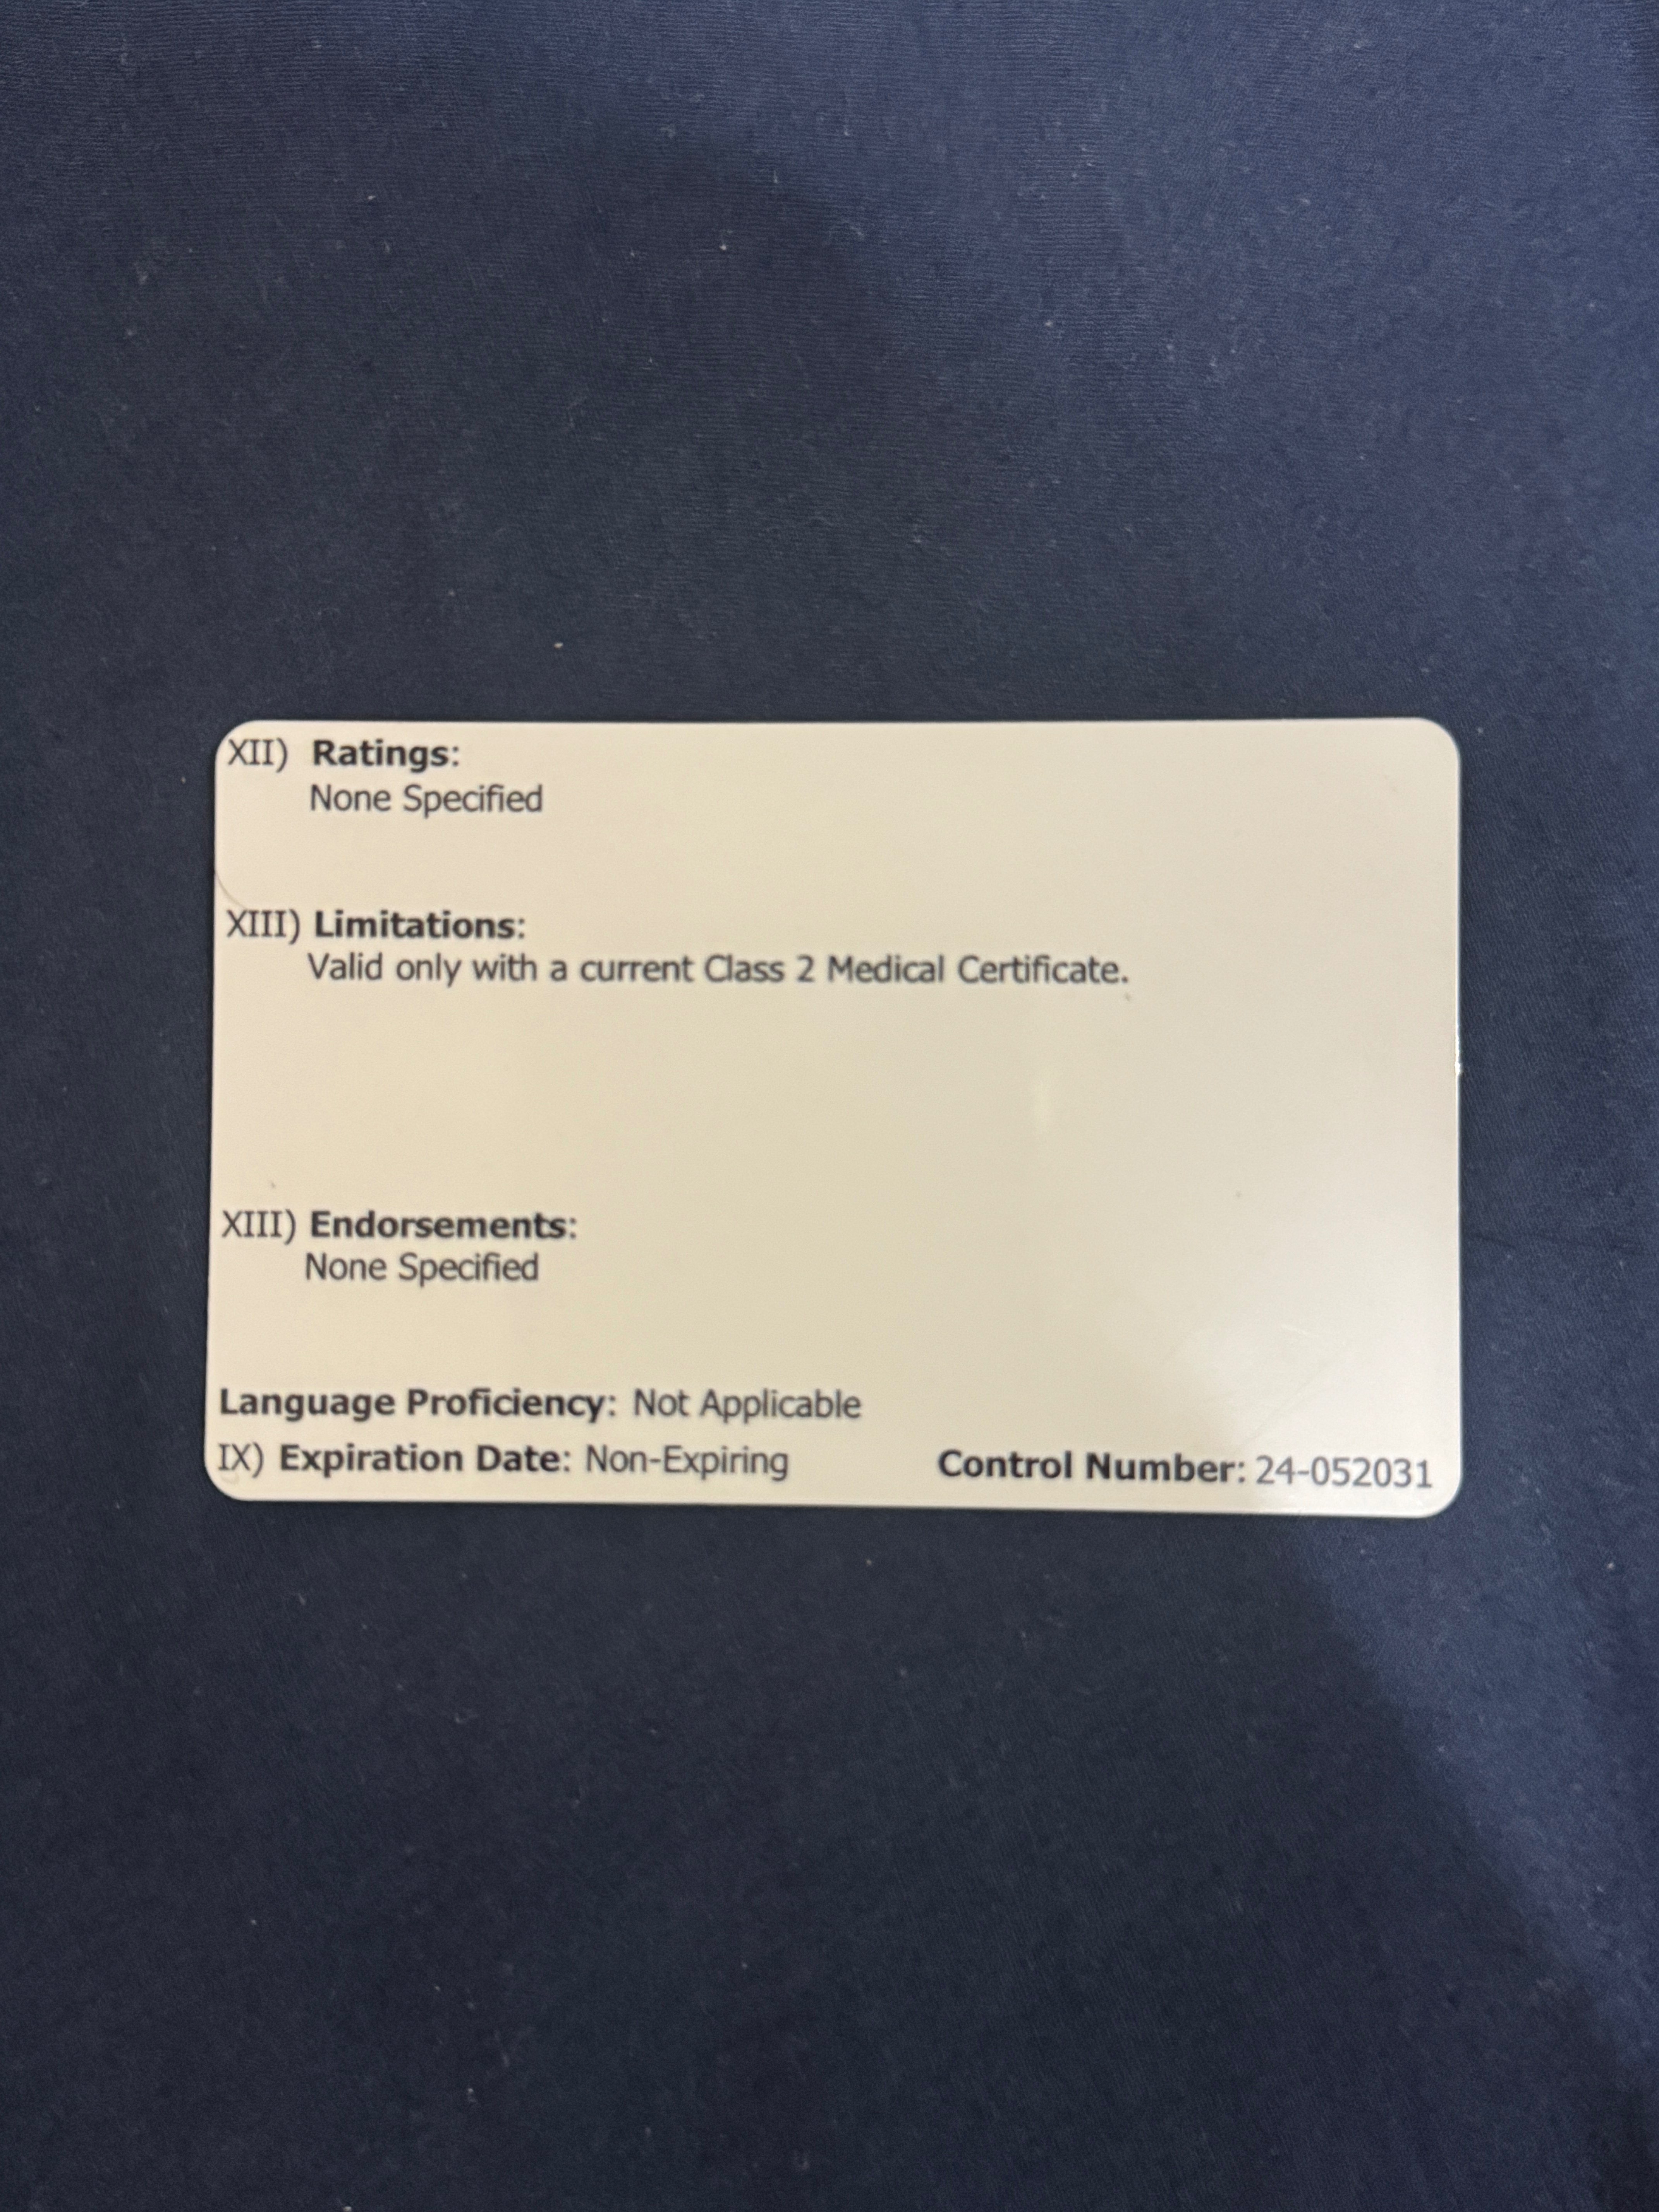 XII) Ratings:
None Specified
XIII) Limitations:
Valid only with a current Class 2 Medical Certificate.
XIII) Endorsements:
None Specified
Language Proficiency: Not Applicable
IX) Expiration Date: Non-Expiring Control Number: 24-052031